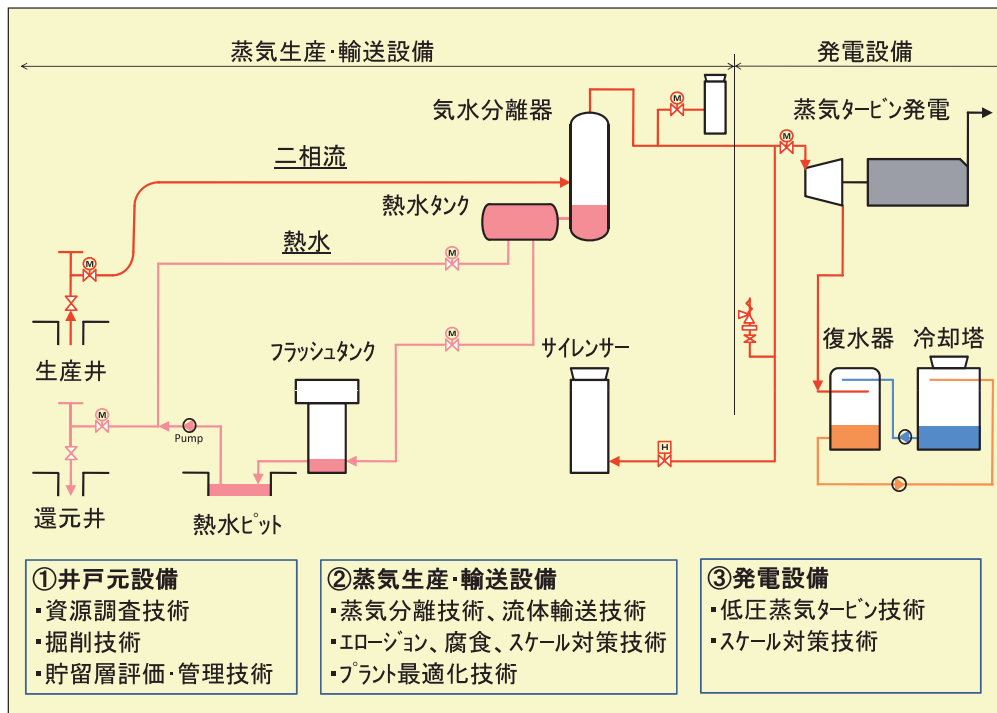 蒸気生産･輸送設備
発電設備
気水分離器
M
蒸気タービン発電
M
二相流
熱水タンク
熱水
M
M
フラッシュタンク
M
サイレンサー
復水器
冷却塔
生産井
M
Pump
H
還元井
熱水ピット
①井戸元設備
･資源調査技術
･掘削技術
･貯留層評価･管理技術
②蒸気生産･輸送設備
･蒸気分離技術、流体輸送技術
･エロージョン、腐食、スケール対策技術
･プラント最適化技術
③発電設備
･低圧蒸気タービン技術
･スケール対策技術